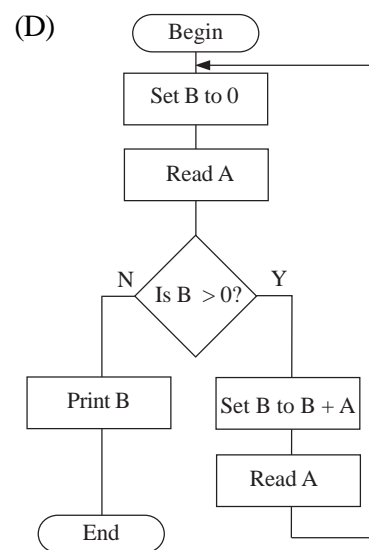 (D)
Begin
Set B to 0
Read A
N
Is B > 0?
Y
Print B
Set B to B + A
Read A
End